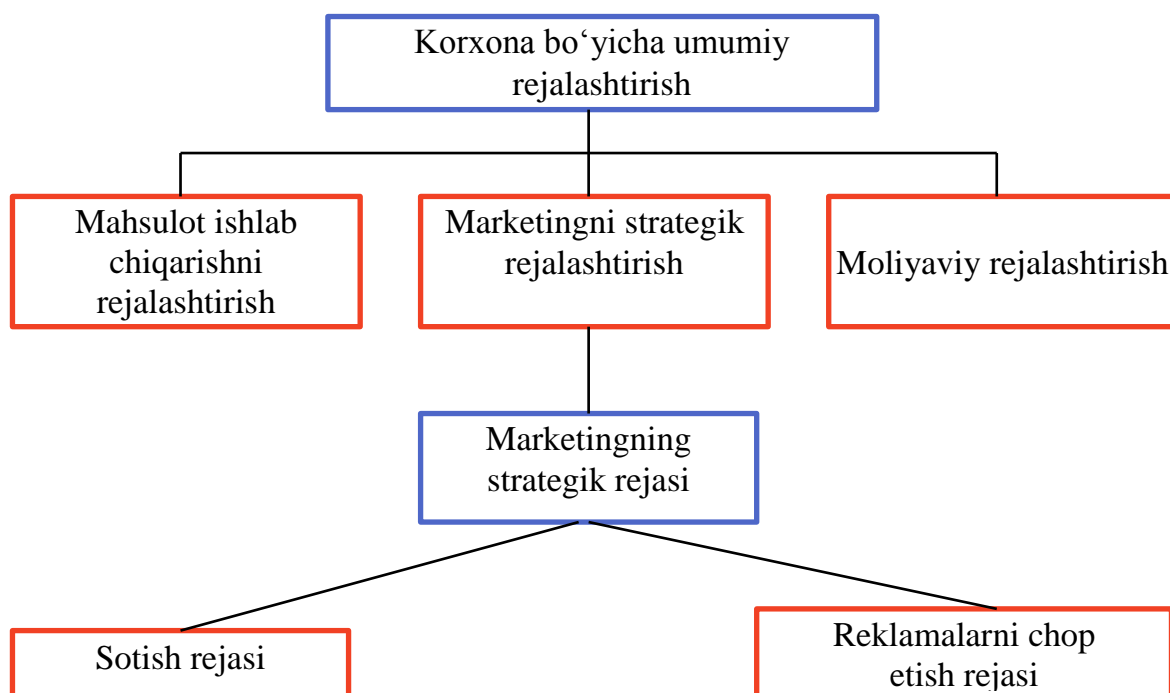 Korxona bo‘yicha umumiy
rejalashtirish
Mahsulot ishlab
chiqarishni
rejalashtirish
Marketingni strategik
rejalashtirish
Moliyaviy rejalashtirish
Marketingning
strategik rejasi
Sotish rejasi
Reklamalarni chop
etish rejasi